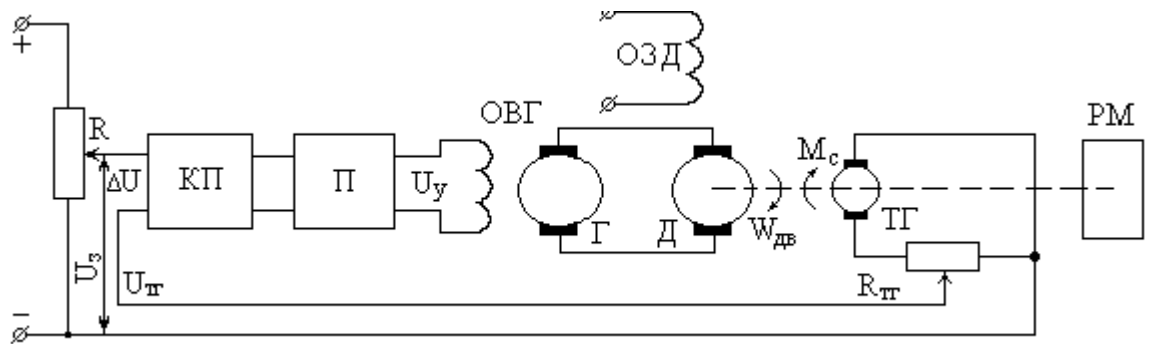 +
R
ΔU
КП
П
Uу
ОВГ
ОЗД
Г
Д
Wдв
Mс
ТГ
РМ
Uз
Uтг
Rтг
−